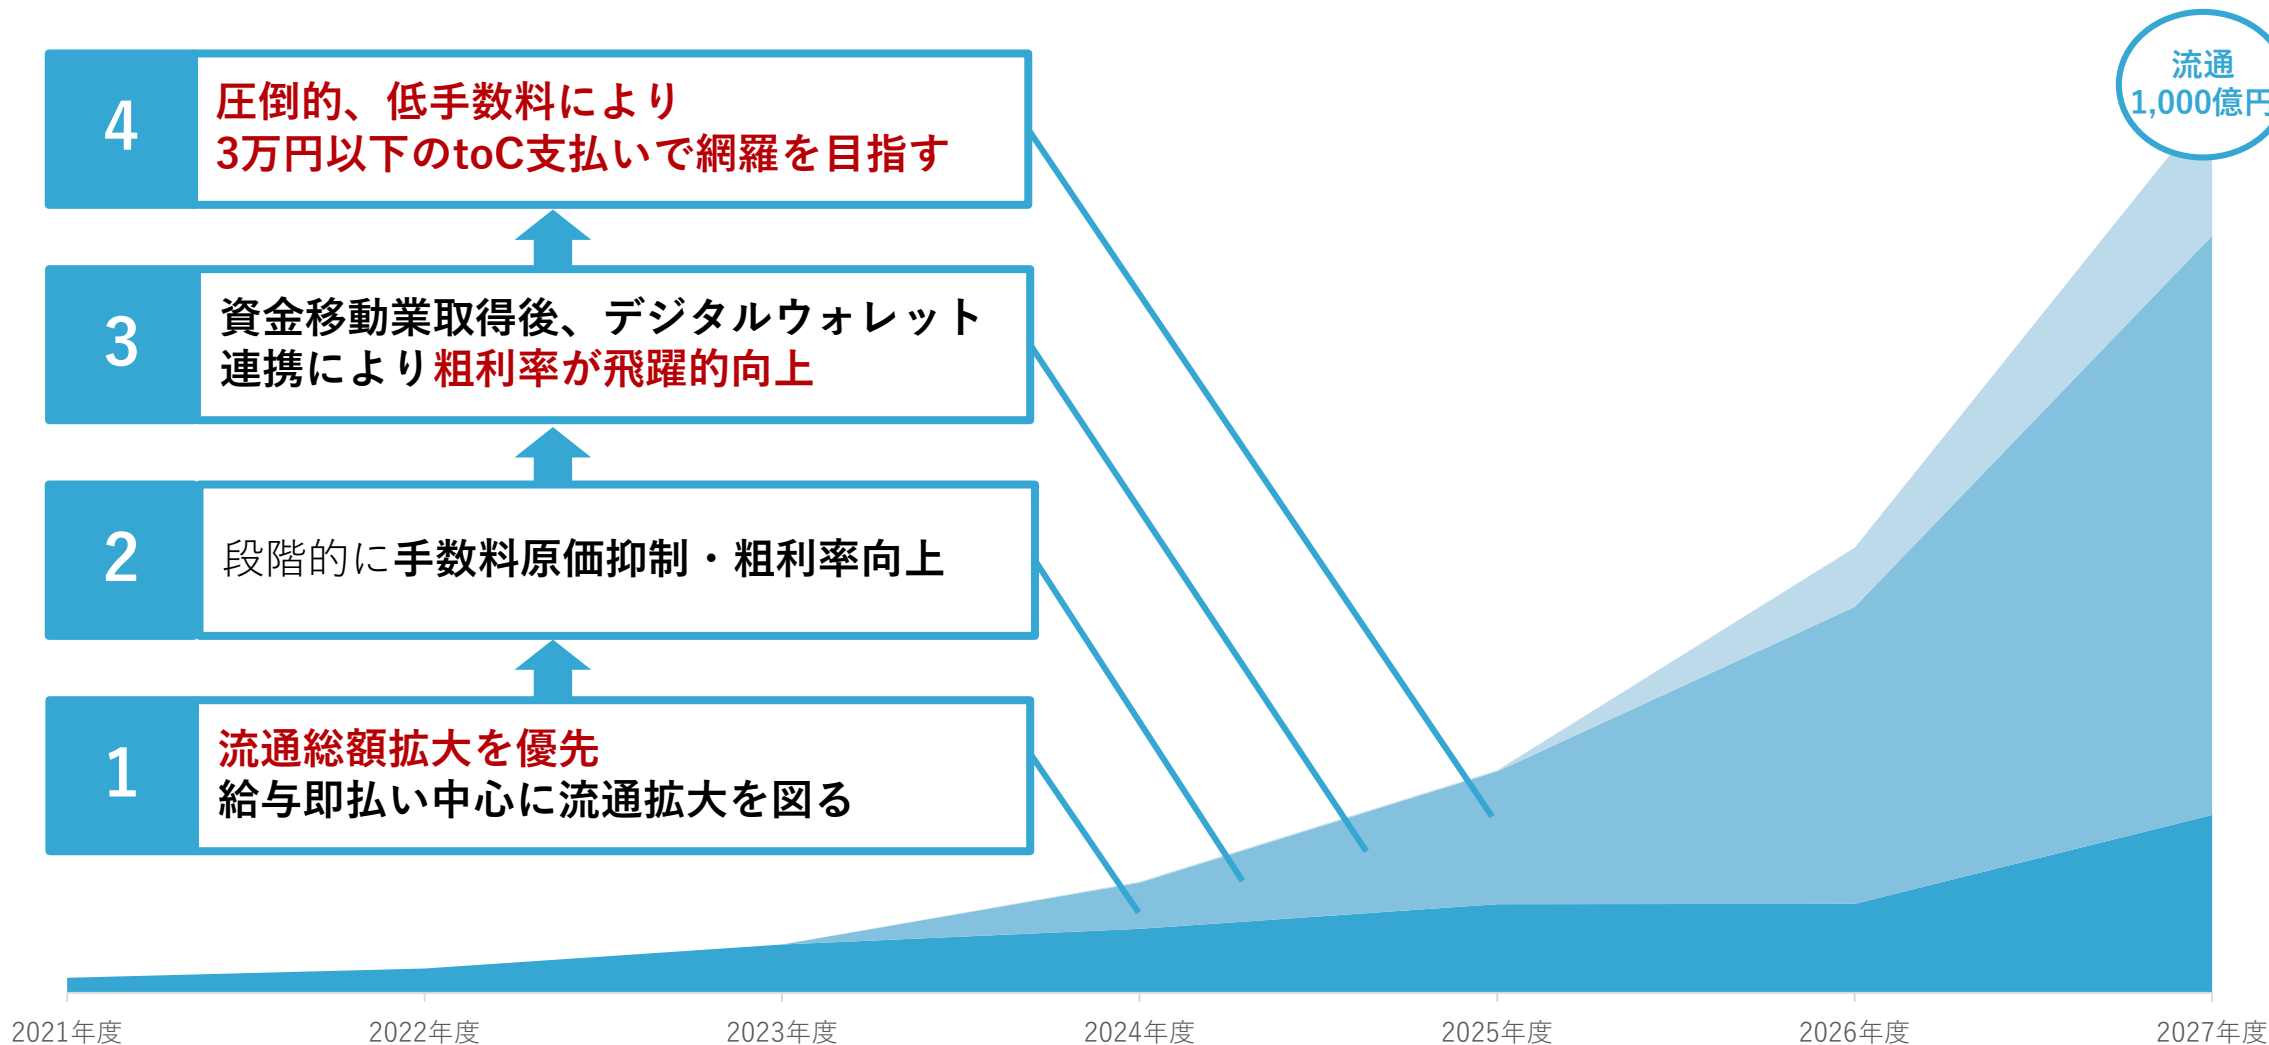 流通
1,000億円
4
圧倒的、低手数料により
3万円以下のtoC支払いで網羅を目指す
3
資金移動業取得後、デジタルウォレット
連携により粗利率が飛躍的向上
2
段階的に手数料原価抑制・粗利率向上
1
流通総額拡大を優先
給与即払い中心に流通拡大を図る
2021年度
2022年度
2023年度
2024年度
2025年度
2026年度
2027年度